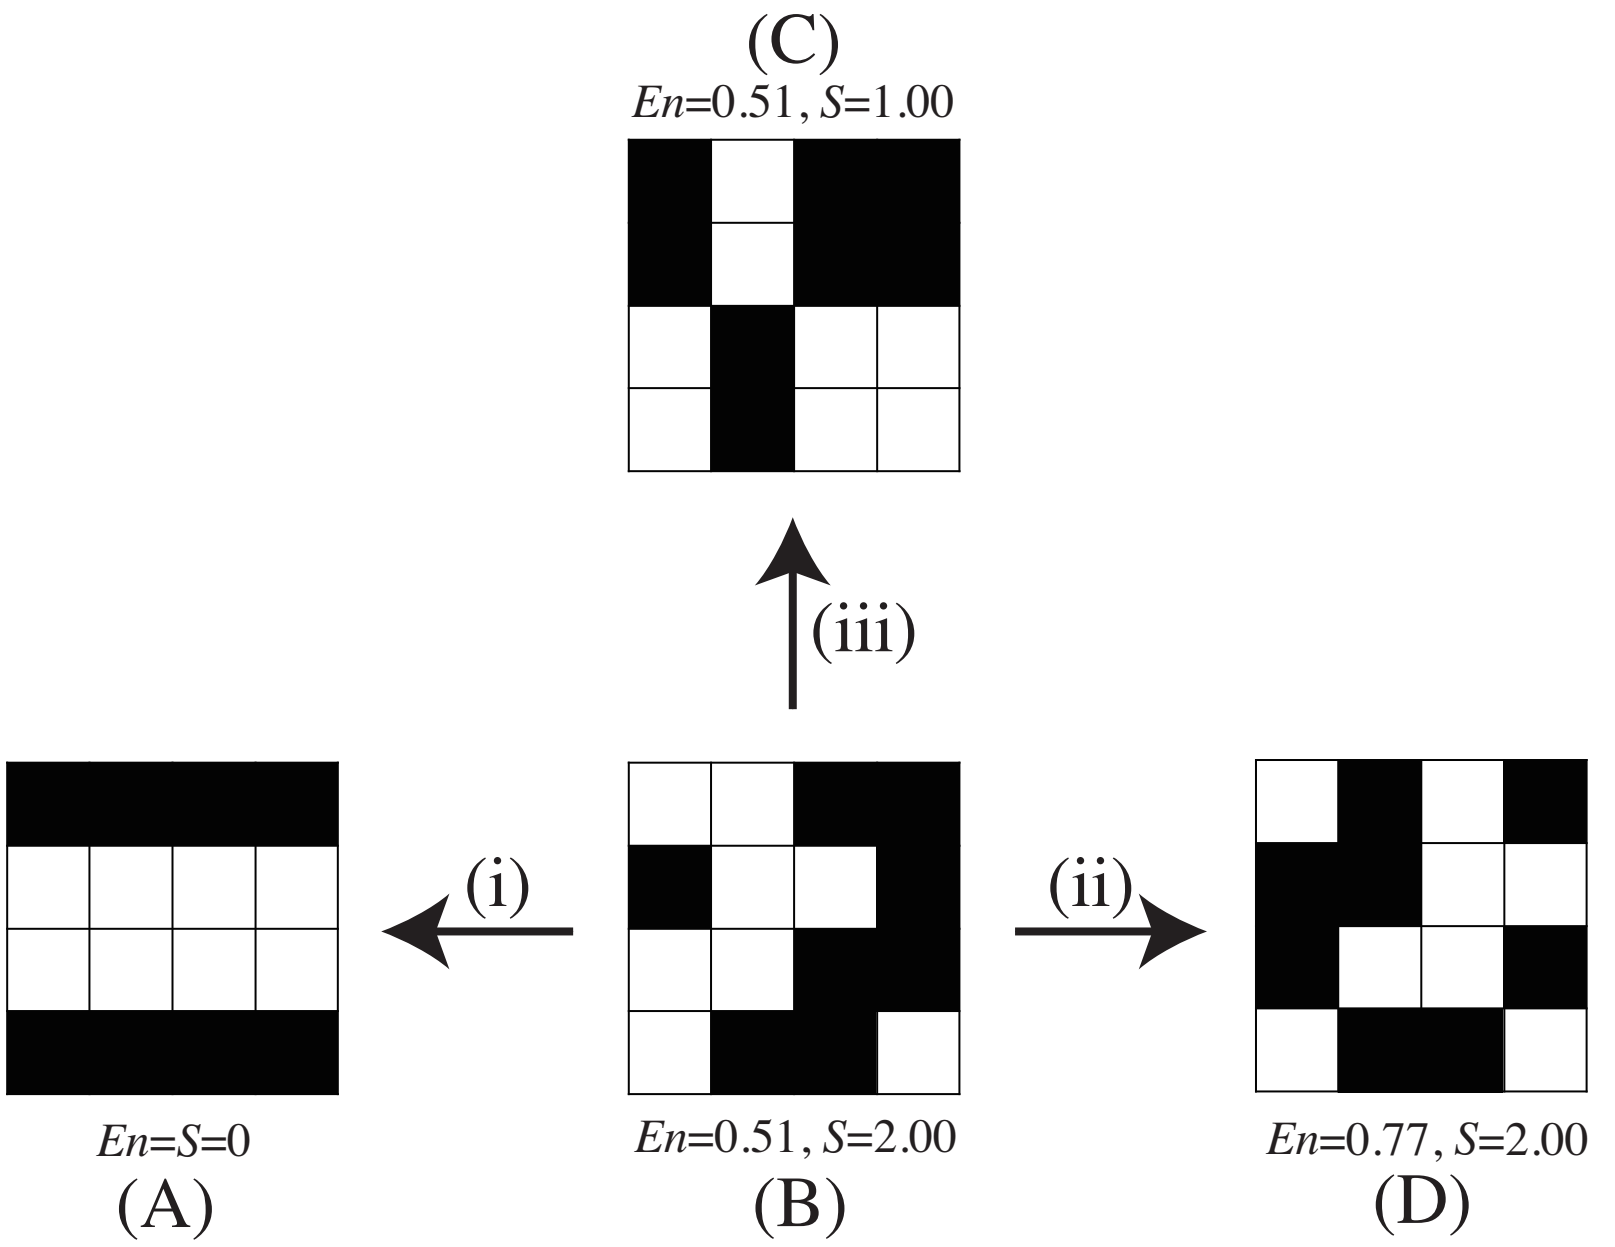 (C)
En=0.51, S=1.00
(iii)
(i)
(ii)
En=S=0
(A)
En=0.51, S=2.00
(B)
En=0.77, S=2.00
(D)